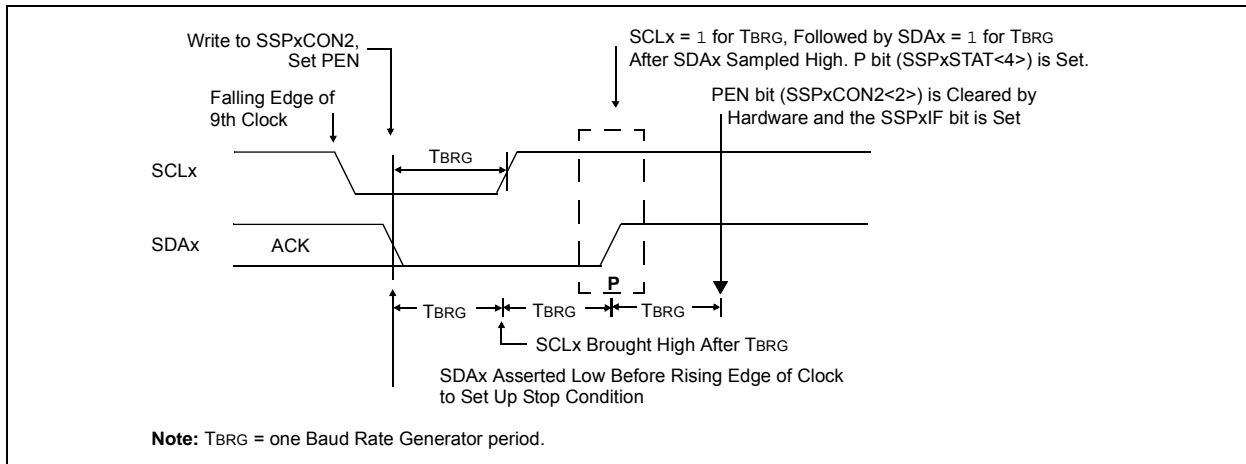 Write to SSPxCON2,
Set PEN
SCLx = 1 for TBRG, Followed by SDAx = 1 for TBRG
After SDAx Sampled High. P bit (SSPxSTAT<4>) is Set.
Falling Edge of
9th Clock
PEN bit (SSPxCON2<2>) is Cleared by
Hardware and the SSPxIF bit is Set
SCLx
TBRG
SDAx
ACK
P
TBRG
TBRG
TBRG
SCLx Brought High After TBRG
SDAx Asserted Low Before Rising Edge of Clock
to Set Up Stop Condition
Note: TBRG = one Baud Rate Generator period.